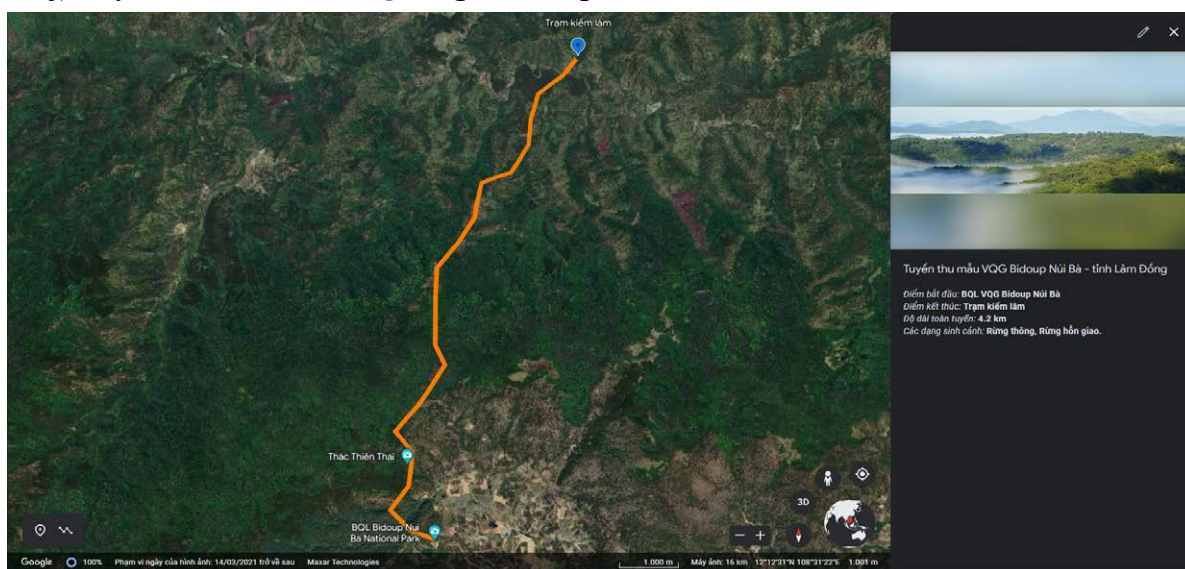 Trạm kiểm lâm
Thác Thiên Thai
BQL Bidoup Nui
Ba National Park
Tuyến thu mẫu VQG Bidoup Núi Bà - tỉnh Lâm Đồng
Điểm bắt đầu: BQL VQG Bidoup Núi Bà
Điểm kết thúc: Trạm kiểm lâm
Độ dài toàn tuyến: 4.2 km
Các dạng sinh cảnh: Rừng thông, Rừng hỗn giao.
3D
Google 100% Phạm vi ngày của hình ảnh: 14/03/2021 trở về sau Maxar Technologies 1.000 m Máy ảnh: 16 km 12°12'31"N 108°31'22"E 1.001 m